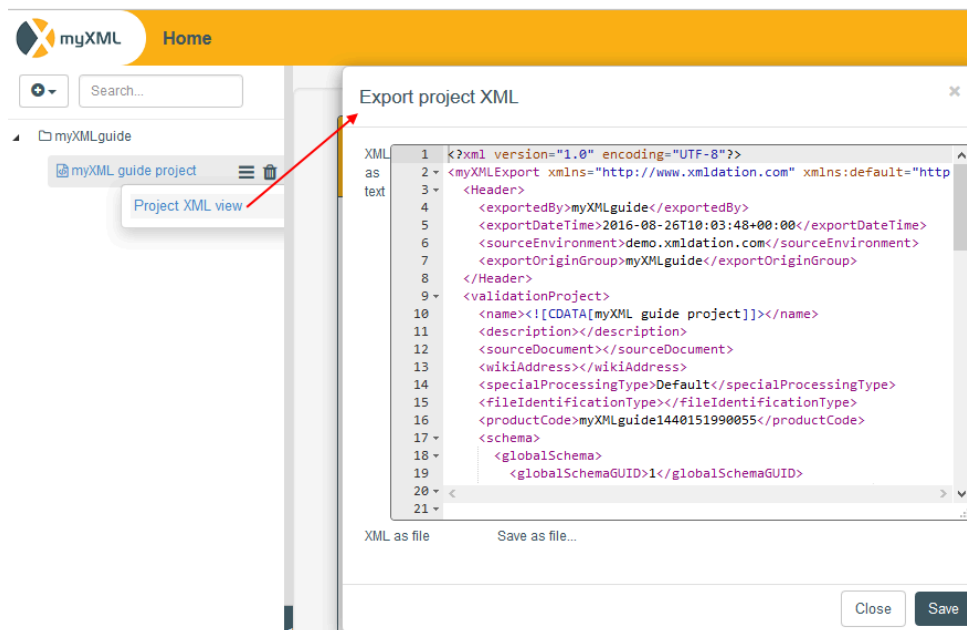 myXML
Home
Search...
myXMLguide
myXML guide project
Project XML view
Export project XML
×
XML as text
1 <?xml version="1.0" encoding="UTF-8"?>
2 <myXMLExport xmlns="http://www.xmldation.com" xmlns:default="http
3 <Header>
4 <exportedBy>myXMLguide</exportedBy>
5 <exportDateTime>2016-08-26T10:03:48+00:00</exportDateTime>
6 <sourceEnvironment>demo.xmldation.com</sourceEnvironment>
7 <exportOriginGroup>myXMLguide</exportOriginGroup>
8 </Header>
9 <validationProject>
10 <name><![CDATA[myXML guide project]]></name>
11 <description></description>
12 <sourceDocument></sourceDocument>
13 <wikiAddress></wikiAddress>
14 <specialProcessingType>Default</specialProcessingType>
15 <fileIdentificationType></fileIdentificationType>
16 <productCode>myXMLguide1440151990055</productCode>
17 <schema>
18 <globalSchema>
19 <globalSchemaGUID>1</globalSchemaGUID>
20
21
XML as file
Save as file...
Close
Save